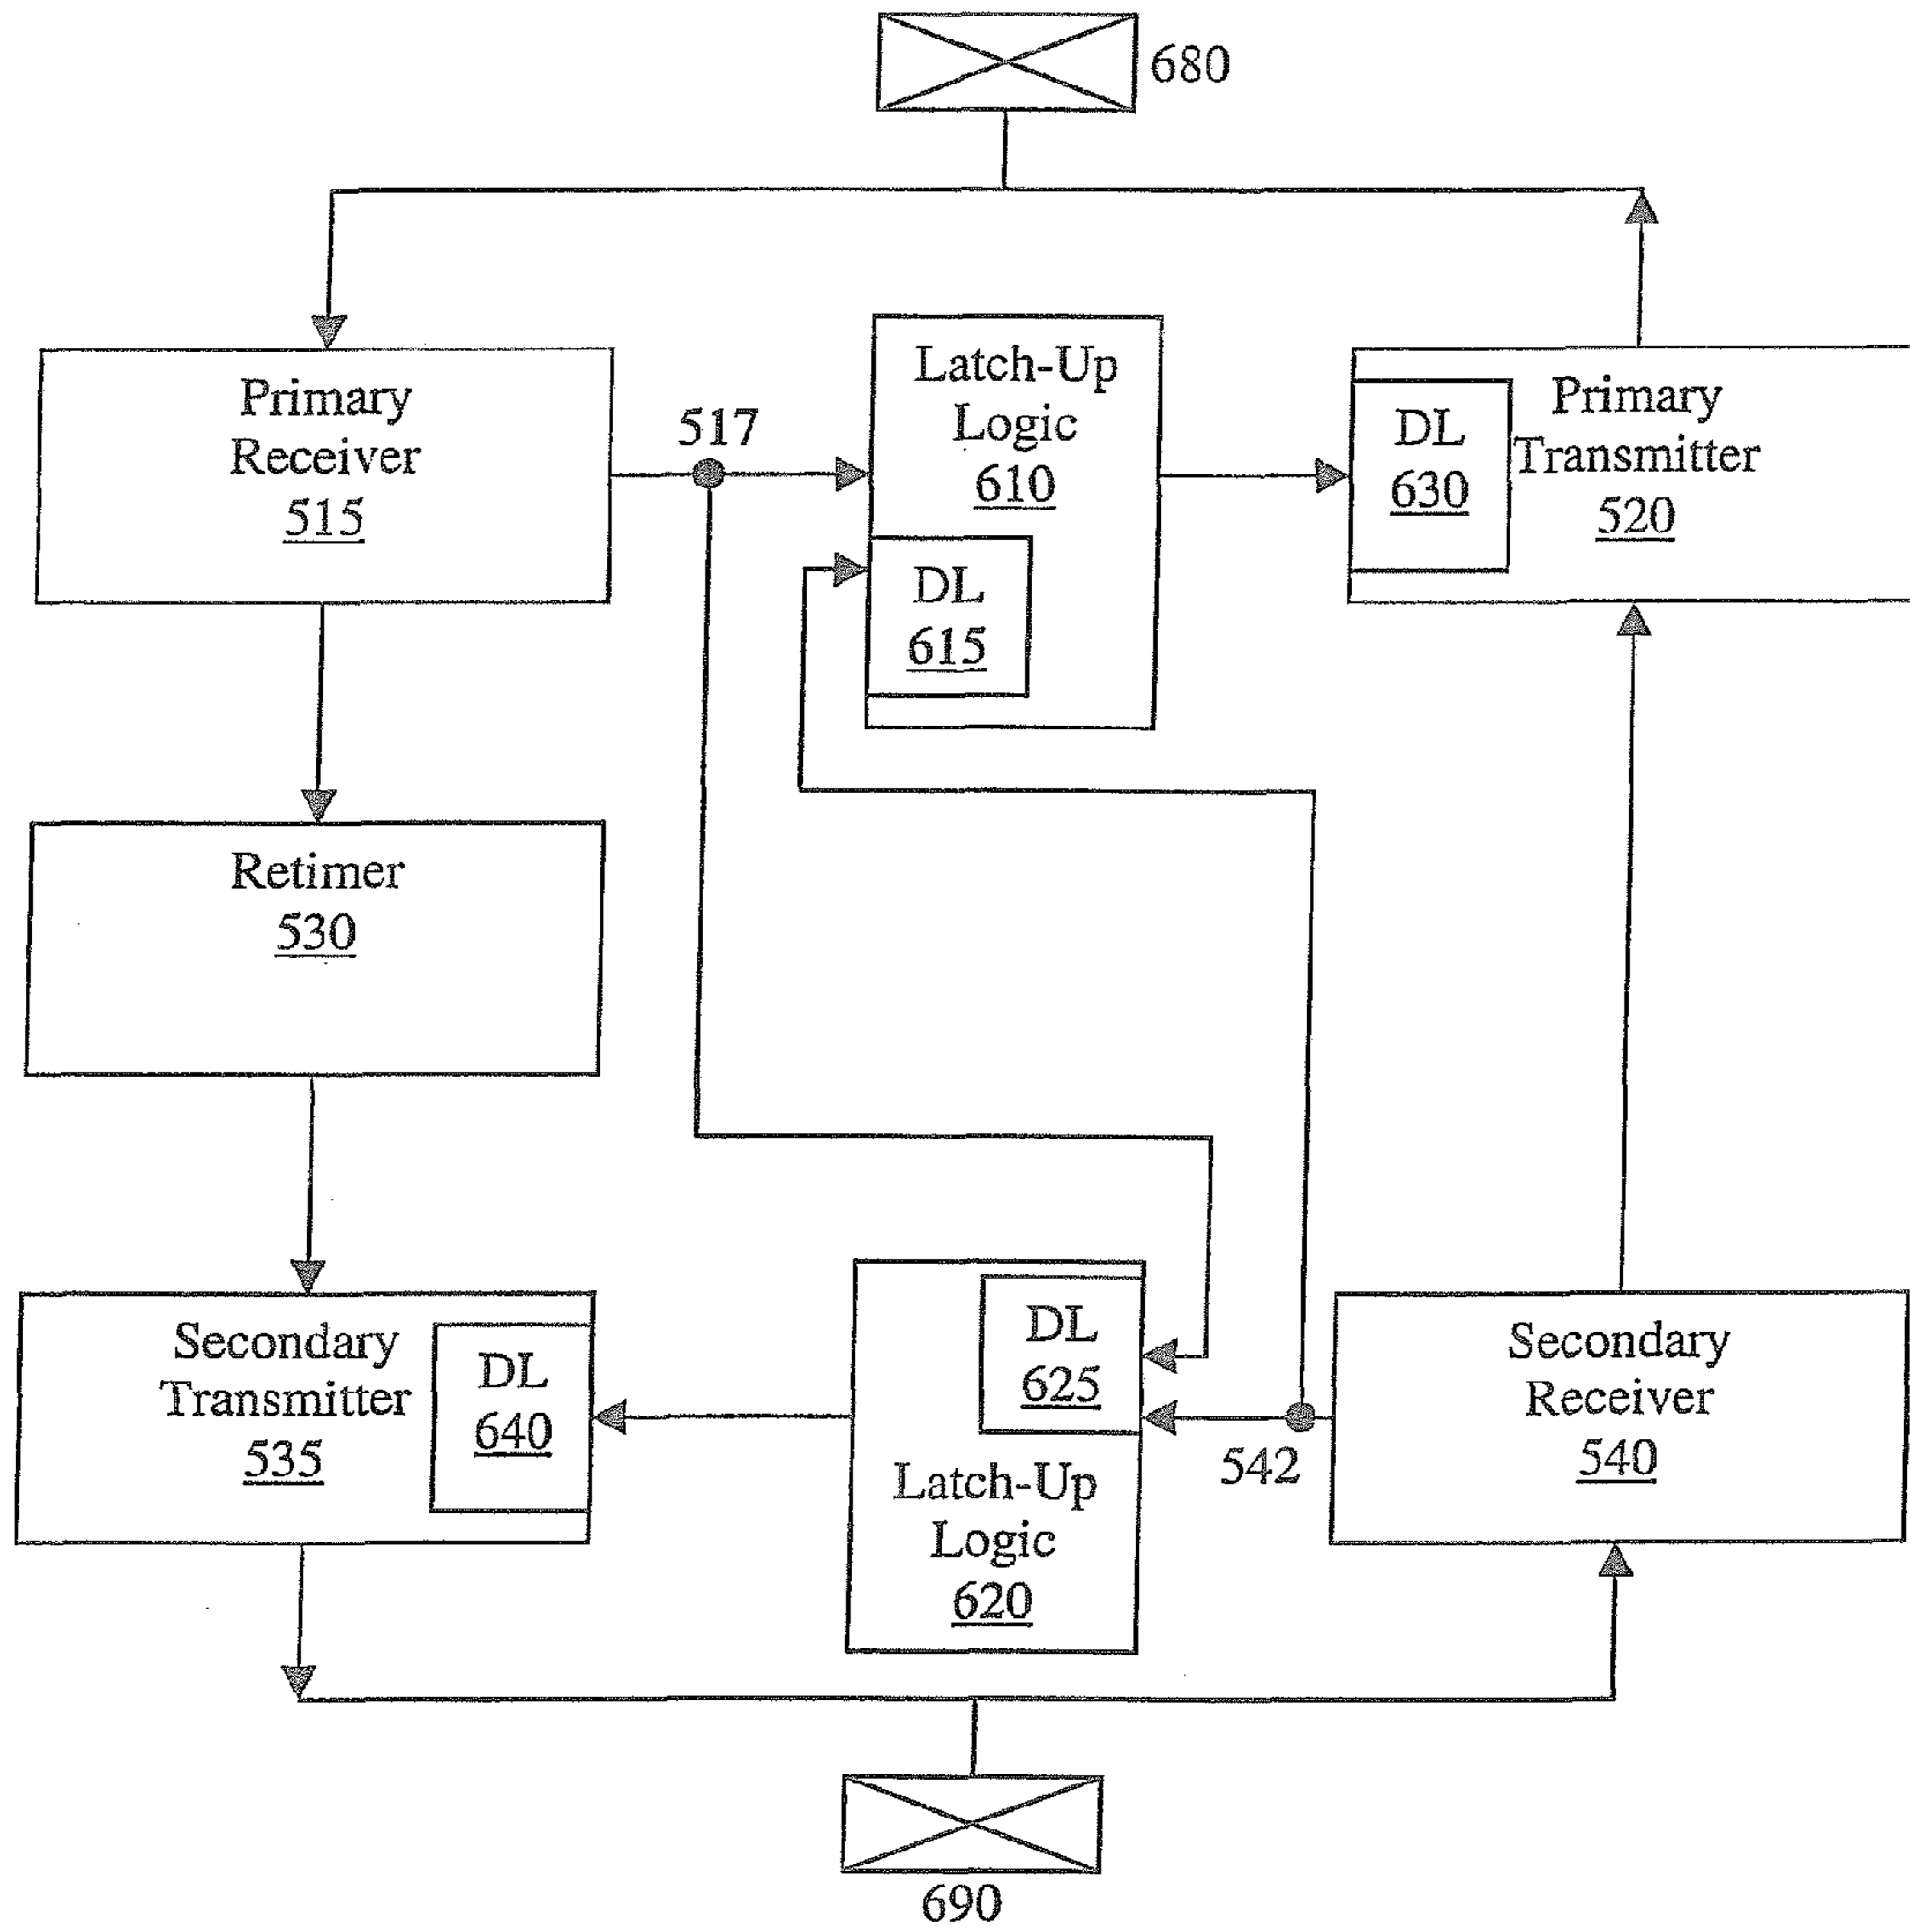 680
Primary
Receiver
515
517
Latch-Up
Logic
610
DL
615
DL
630
Primary
Transmitter
520
Retimer
530
Secondary
Transmitter
535
DL
640
DL
625
Latch-Up
Logic
620
542
Secondary
Receiver
540
690